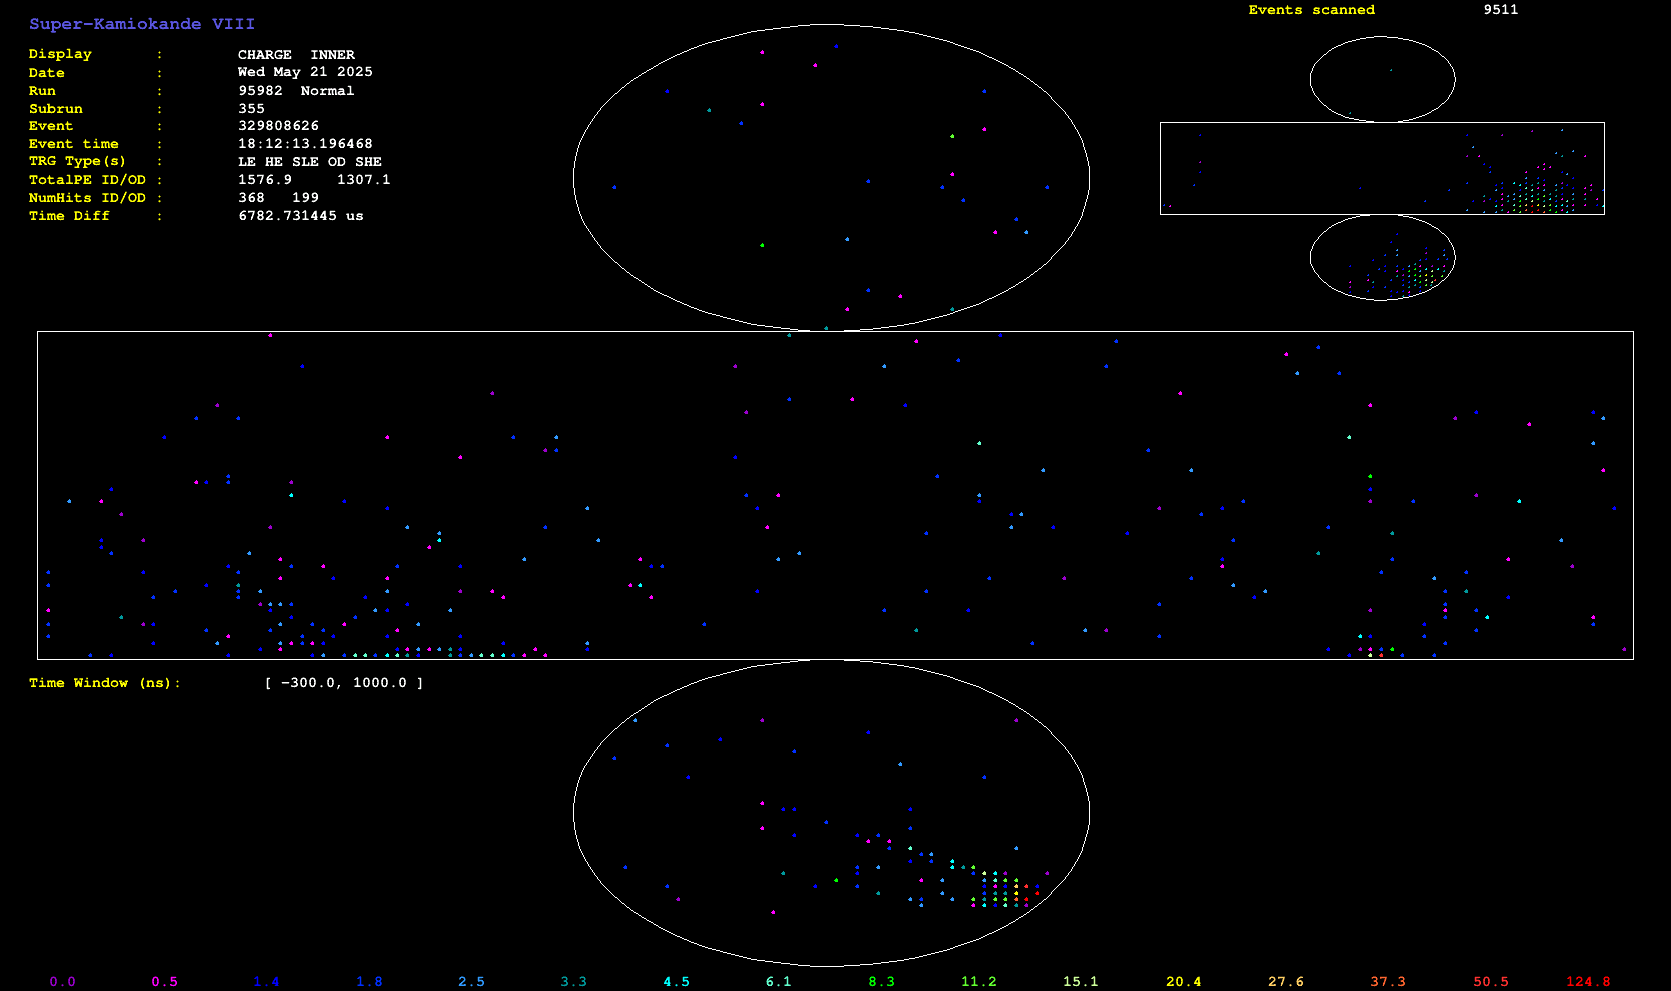 Super-Kamiokande VIII
Events scanned 9511
Display : CHARGE INNER
Date : Wed May 21 2025
Run : 95982 Normal
Subrun : 355
Event : 329808626
Event time : 18:12:13.196468
TRG Type(s) : LE HE SLE OD SHE
TotalPE ID/OD : 1576.9 1307.1
NumHits ID/OD : 368 199
Time Diff : 6782.731445 us
Time Window (ns): [ -300.0, 1000.0 ]
0.0 0.5 1.4 1.8 2.5 3.3 4.5 6.1 8.3 11.2 15.1 20.4 27.6 37.3 50.5 124.8